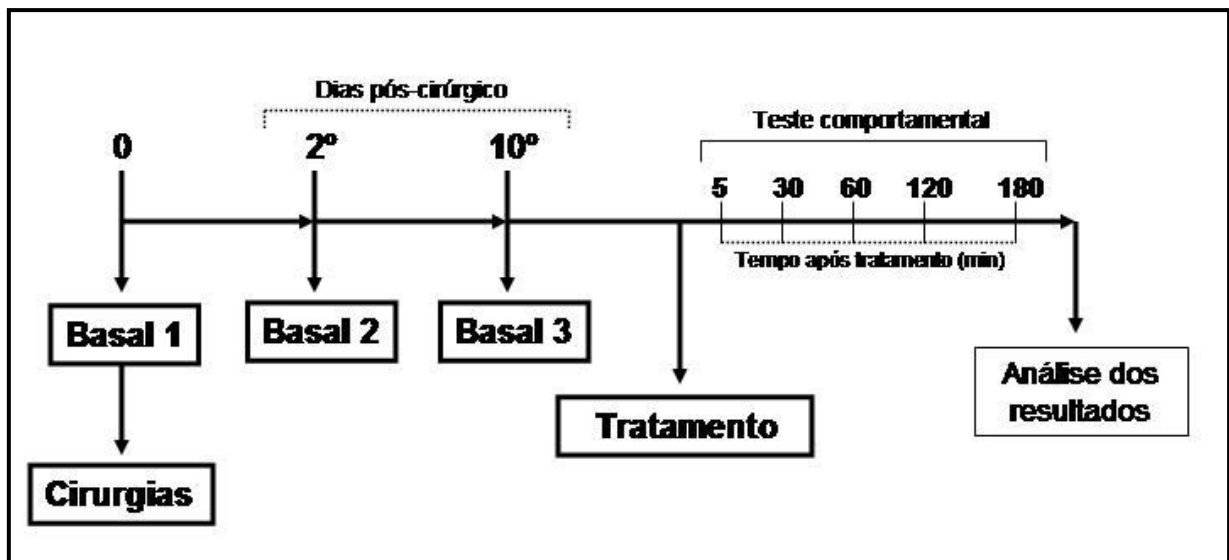 Dias pós-cirúrgico
Teste comportamental
0
2º
10º
5
30
60
120
180
Tempo após tratamento (min)
Basal 1
Basal 2
Basal 3
Análise dos
resultados
Tratamento
Cirurgias